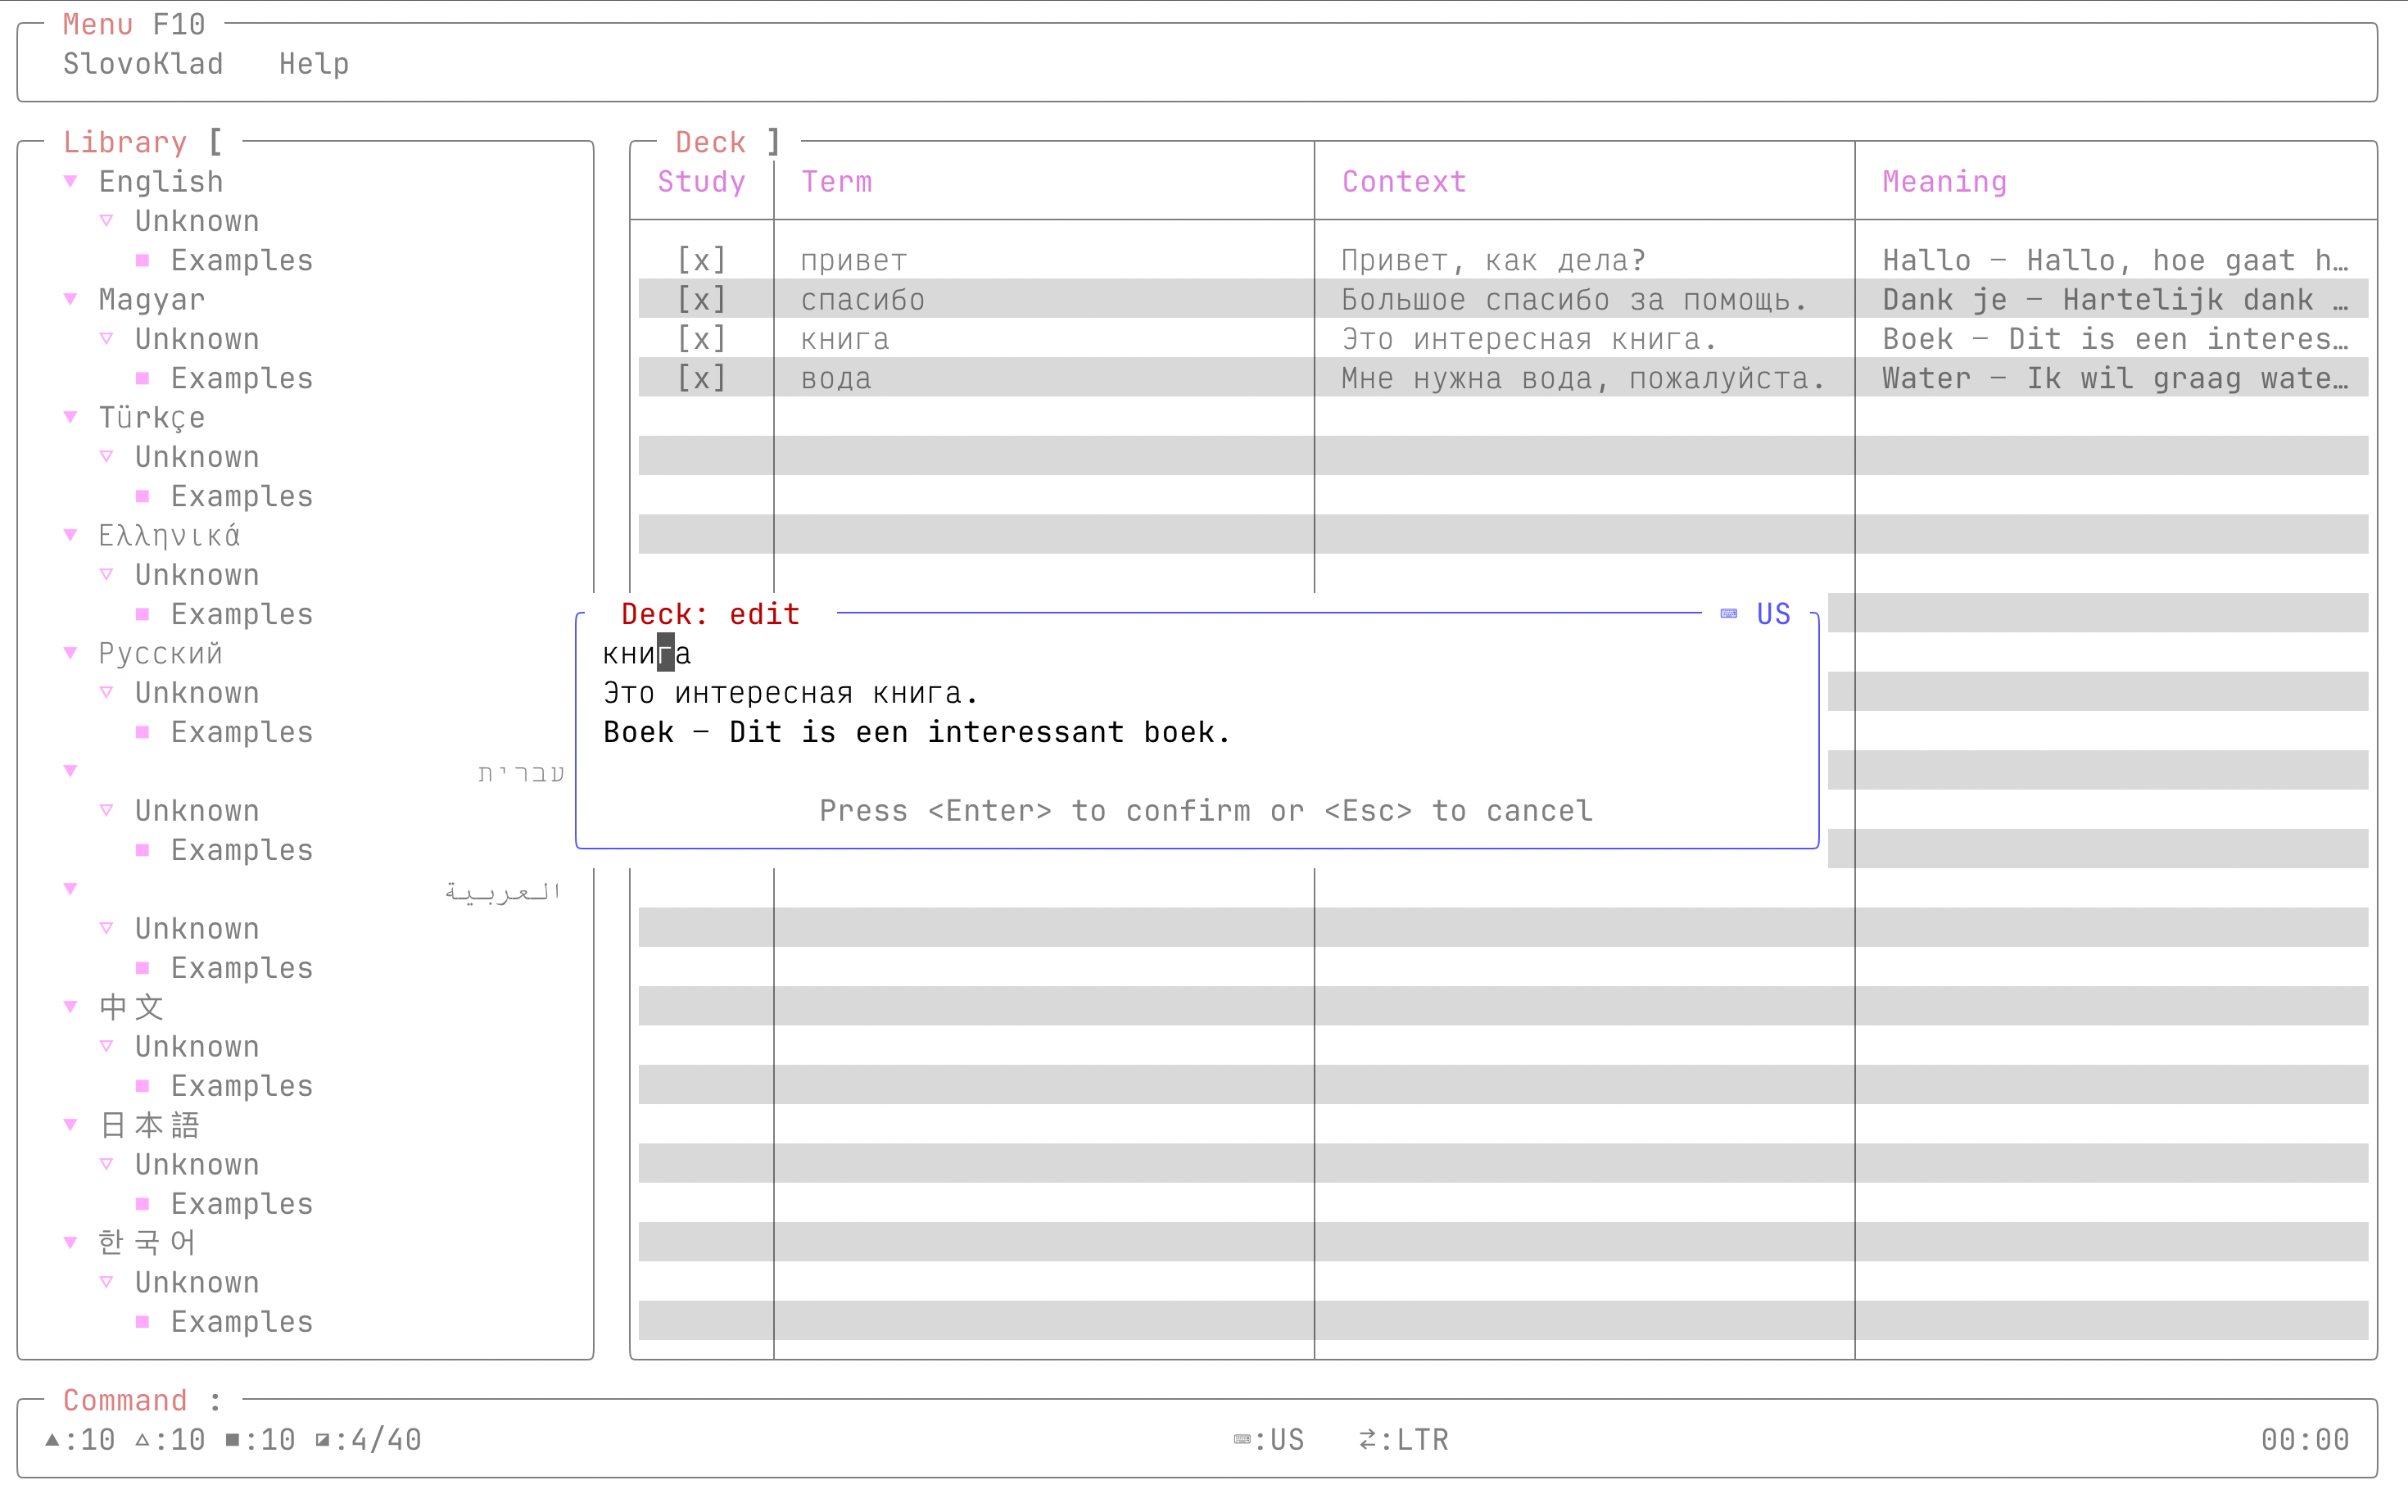 Menu F10
SlovoKlad Help
Library [
▼ English
▽ Unknown
■ Examples
▼ Magyar
▽ Unknown
■ Examples
▼ Türkçe
▽ Unknown
■ Examples
▼ Ελληνικά
▽ Unknown
■ Examples
▼ Русский
▽ Unknown
■ Examples
▼ עברית
▽ Unknown
■ Examples
▼ العربية
▽ Unknown
■ Examples
▼ 中文
▽ Unknown
■ Examples
▼ 日本語
▽ Unknown
■ Examples
▼ 한국어
▽ Unknown
■ Examples
Deck ]
Study Term Context Meaning
[x] привет Привет, как дела? Hallo — Hallo, hoe gaat h…
[x] спасибо Большое спасибо за помощь. Dank je — Hartelijk dank …
[x] книга Это интересная книга. Boek — Dit is een interes…
[x] вода Мне нужна вода, пожалуйста. Water — Ik wil graag wate…
Deck: edit ⌨ US
книга
Это интересная книга.
Boek — Dit is een interessant boek.
Press <Enter> to confirm or <Esc> to cancel
Command :
▲:10 △:10 ■:10 ◪:4/40 ⌨:US ⇄:LTR 00:00